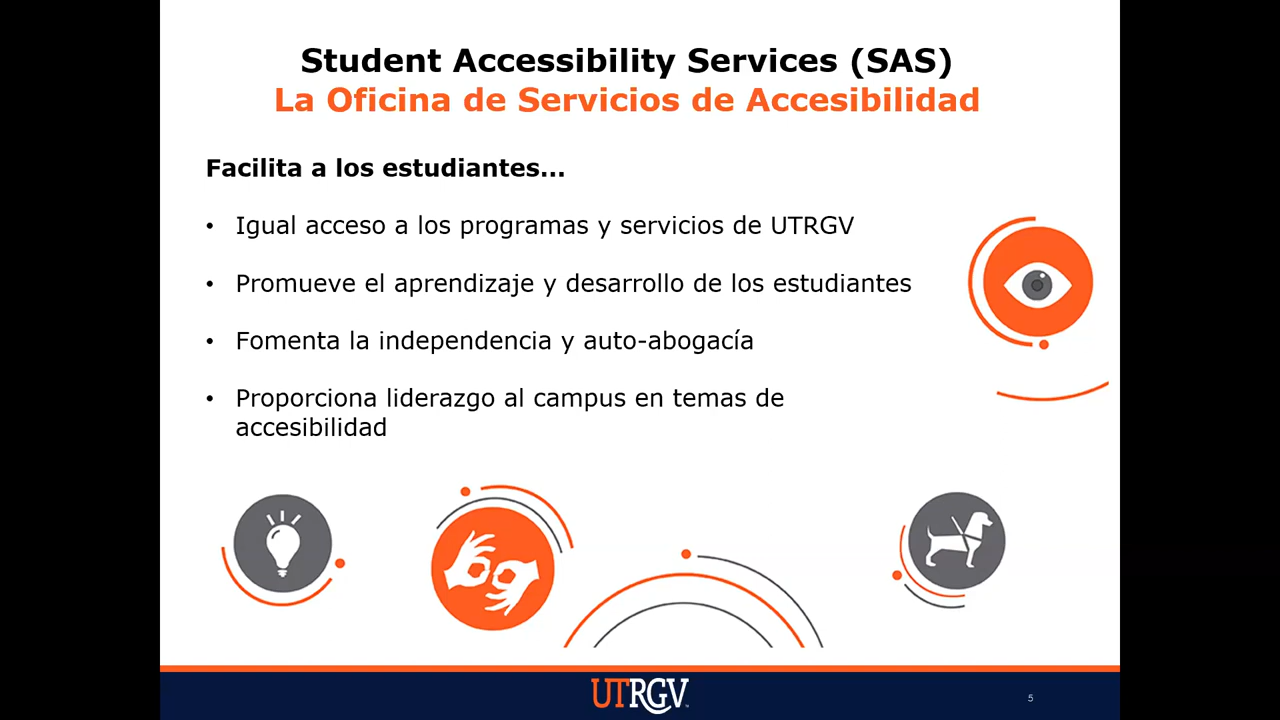 Student Accessibility Services (SAS)
La Oficina de Servicios de Accesibilidad
Facilita a los estudiantes...
• Igual acceso a los programas y servicios de UTRGV
• Promueve el aprendizaje y desarrollo de los estudiantes
• Fomenta la independencia y auto-abogacía
• Proporciona liderazgo al campus en temas de
accesibilidad
UTRGV
5